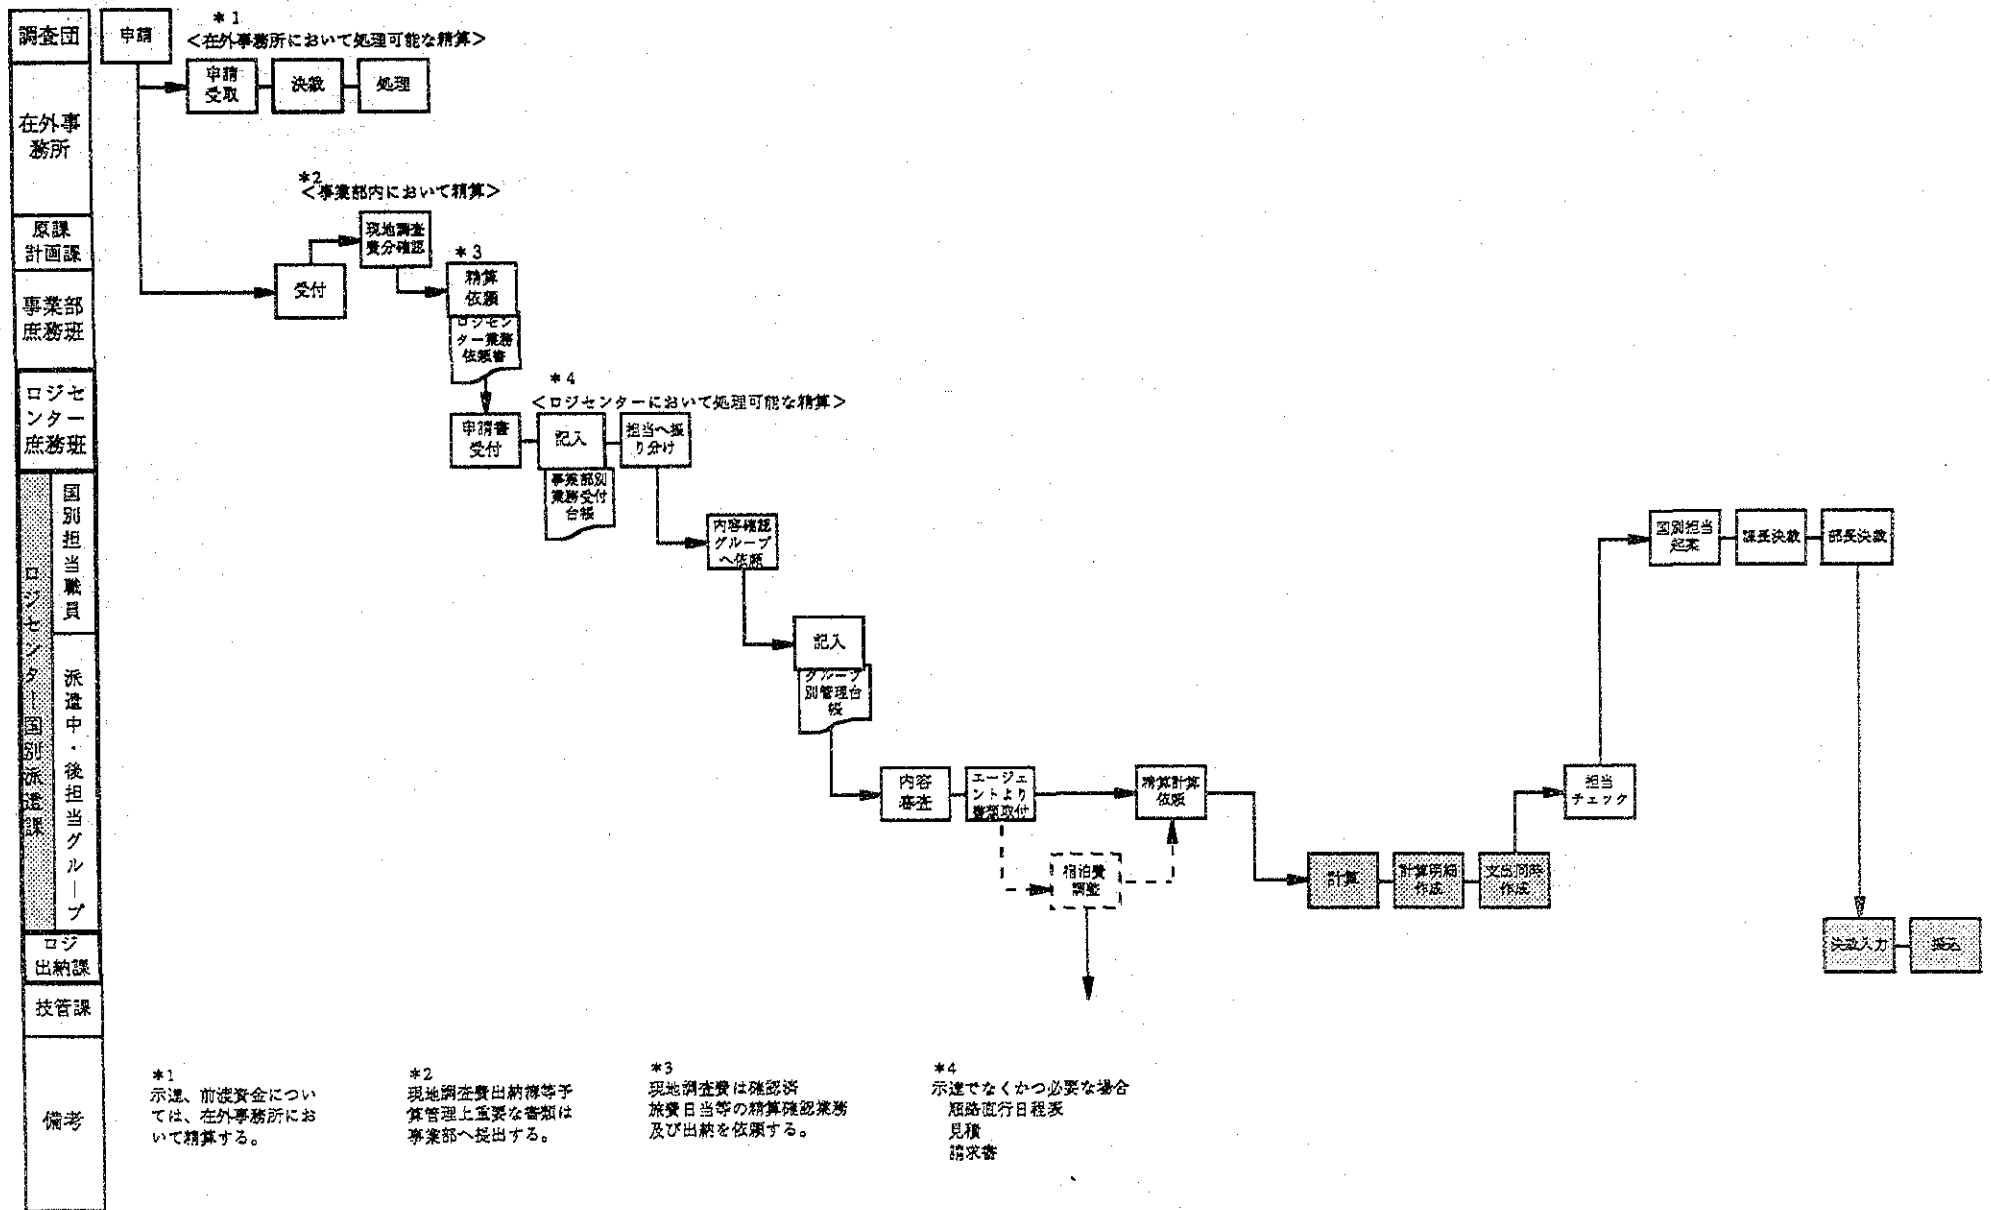 調査団
申請
*1
<在外事務所において処理可能な精算>
申請
受取
決裁
処理
在外事
務所
*2
<事業部内において精算>
原課
計画課
現地調査
費分確認
*3
受付
精算
依頼
事業部
庶務班
ロジセン
ター業務
依頼書
ロジセ
ンター
庶務班
*4
<ロジセンターにおいて処理可能な精算>
申請書
受付
記入
担当へ振
り分け
事業部別
業務受付
台帳
ロジセンター国別派遣課
国別担当職員
内容確認
グループ
へ依頼
国別担当
起案
課長決裁
部長決裁
派遣中・後担当グループ
記入
グループ
別管理台
帳
内容
審査
エージェ
ントより
書類取付
精算計算
依頼
担当
チェック
宿泊費
調整
計算
計算明細
作成
支出同時
作成
ロジ
出納課
決裁入力
振込
技管課
備考
*1
示達、前渡資金につい
ては、在外事務所にお
いて精算する。
*2
現地調査費出納簿等予
算管理上重要な書類は
事業部へ提出する。
*3
現地調査費は確認済
旅費日当等の精算確認業務
及び出納を依頼する。
*4
示達でなくかつ必要な場合
順路直行日程表
見積
請求書